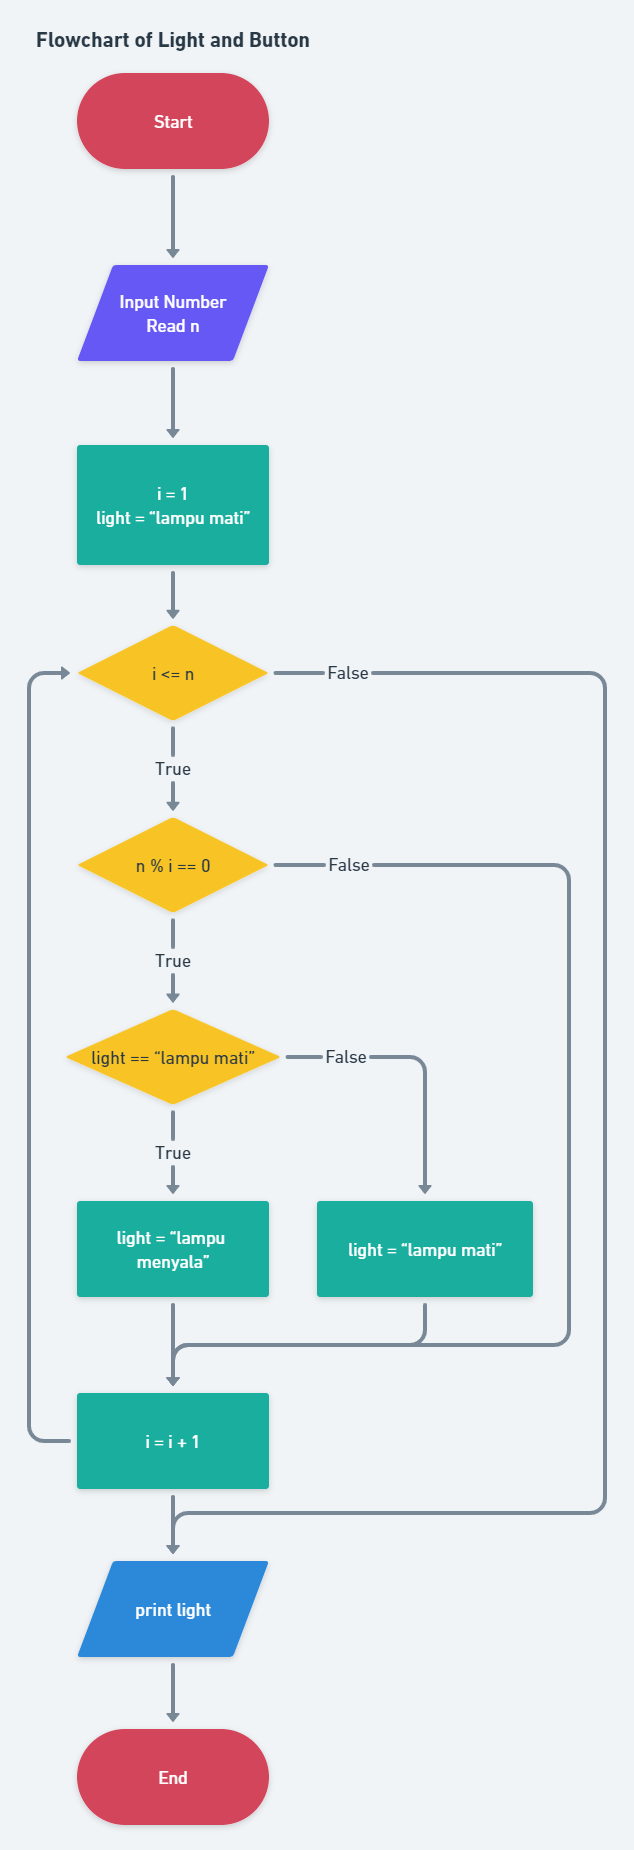 Flowchart of Light and Button
Start
Input Number
Read n
i = 1
light = “lampu mati”
i <= n
False
True
n % i == 0
False
True
light == “lampu mati”
False
True
light = “lampu
menyala”
light = “lampu mati”
i = i + 1
print light
End